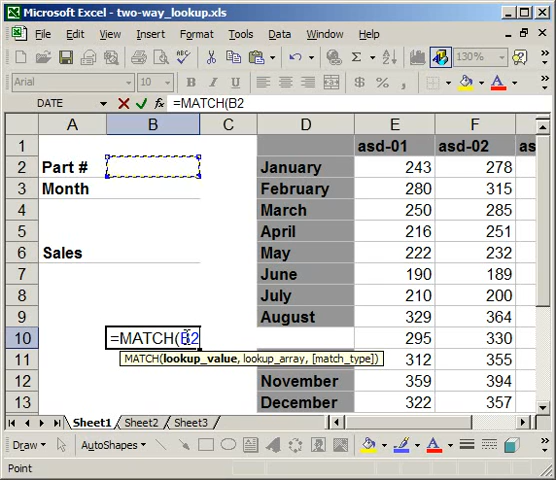 Microsoft Excel - two-way_lookup.xls
File Edit View Insert Format Tools Data Window Help
Σ 130%
Arial 10 B I U $ %
DATE fx =MATCH(B2
A B C D E F
1 asd-01 asd-02 as
2 Part # January 243 278
3 Month February 280 315
4 March 250 285
5 April 216 251
6 Sales May 222 232
7 June 190 189
8 July 210 200
9 August 329 364
10 =MATCH(B2 295 330
MATCH(lookup_value, lookup_array, [match_type])
11 312 355
12 November 359 394
13 December 322 357
Sheet1 Sheet2 Sheet3
Draw AutoShapes A A
Point